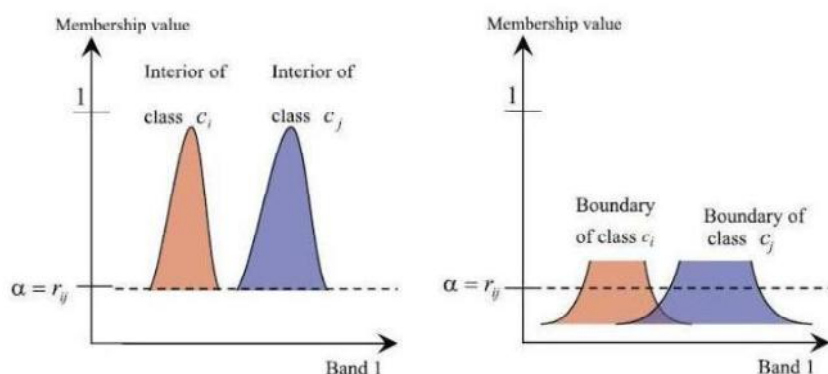 Membership value
Interior of
class c_i
Interior of
class c_j
1
α = r_ij
Band 1
Membership value
1
Boundary
of class c_i
Boundary of
class c_j
α = r_ij
Band 1